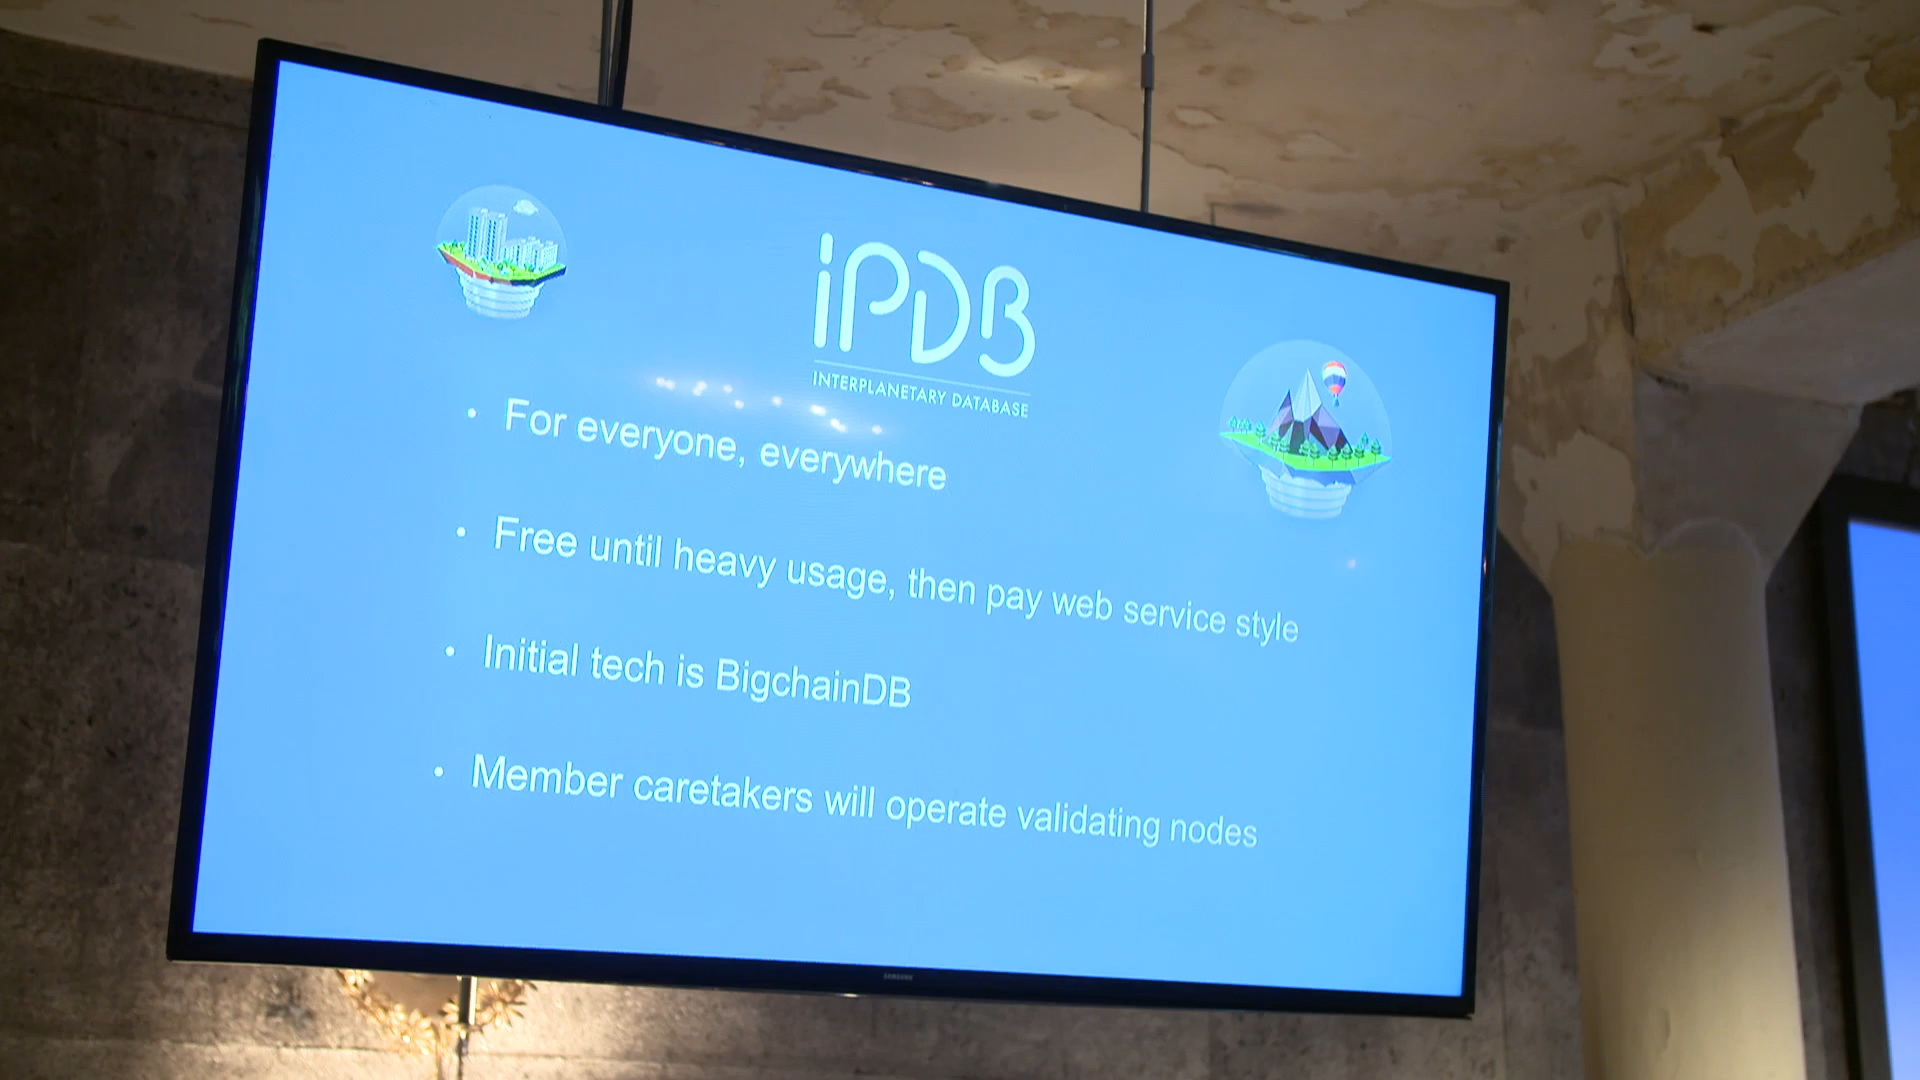 iPDB
INTERPLANETARY DATABASE
• For everyone, everywhere
• Free until heavy usage, then pay web service style
• Initial tech is BigchainDB
• Member caretakers will operate validating nodes
SAMSUNG